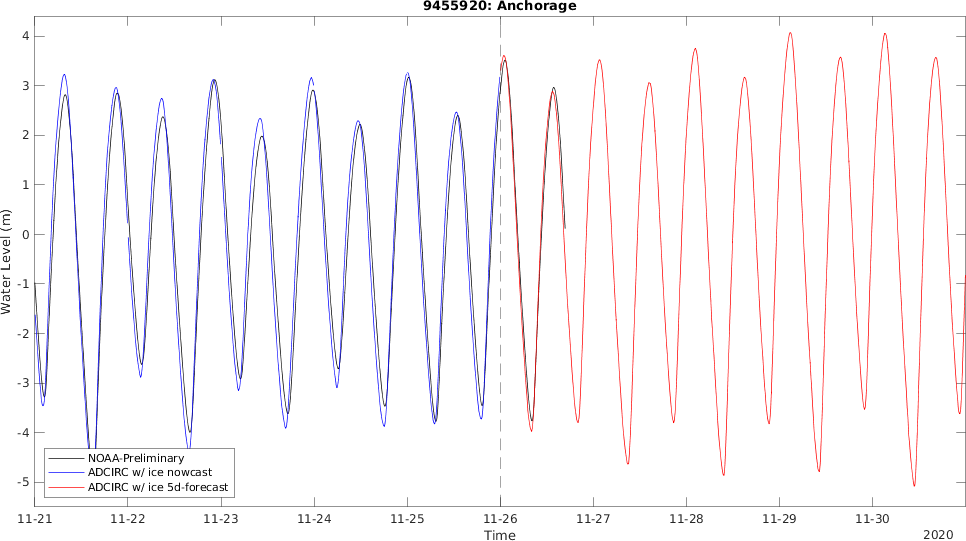 9455920: Anchorage
4
3
2
1
0
-1
-2
-3
-4
-5
Water Level (m)
NOAA-Preliminary
ADCIRC w/ ice nowcast
ADCIRC w/ ice 5d-forecast
11-21 11-22 11-23 11-24 11-25 11-26 11-27 11-28 11-29 11-30
Time
2020